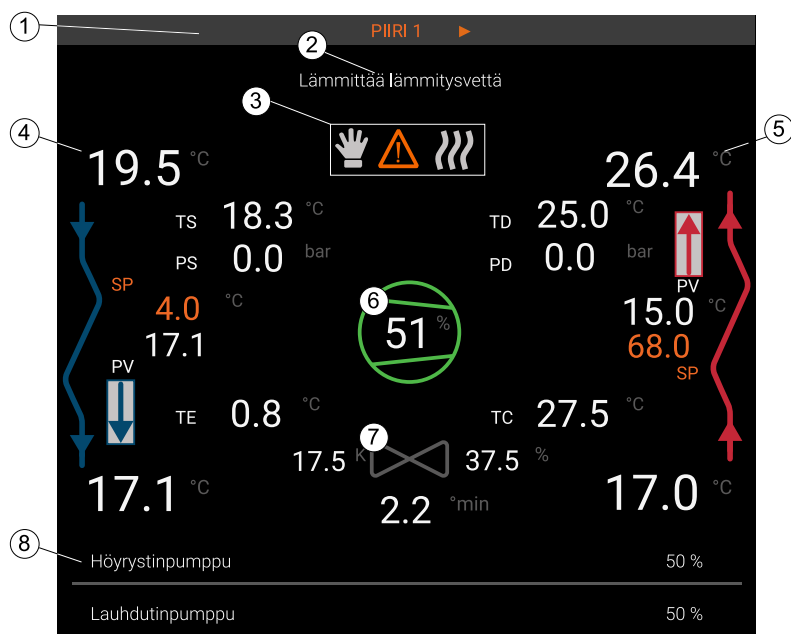 1
PIIRI 1 ►
2
Lämmittää lämmitysvettä
3
4
5
19.5 °C
26.4 °C
TS 18.3 °C
TD 25.0 °C
PS 0.0 bar
PD 0.0 bar
SP
4.0 °C
17.1
PV
6
51 %
PV
15.0 °C
68.0
SP
TE 0.8 °C
TC 27.5 °C
7
17.5 K
37.5 %
17.1 °C
2.2 °min
17.0 °C
8
Höyrystinpumppu 50 %
Lauhdutinpumppu 50 %